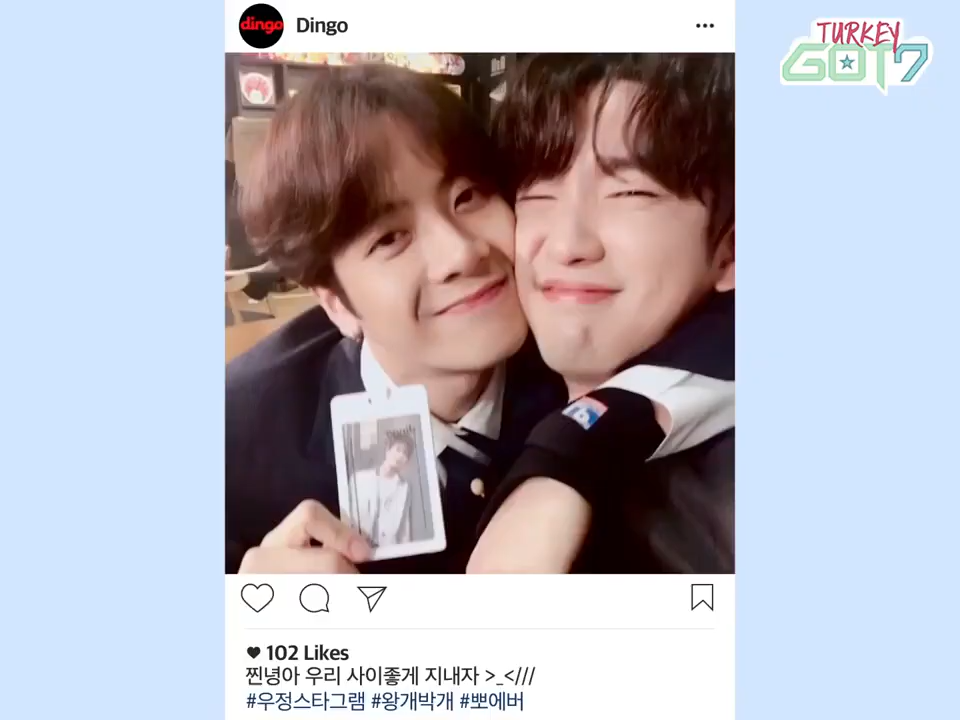 dingo
Dingo
TURKEY
GOT7
102 Likes
찐녕아 우리 사이좋게 지내자 >_<///
#우정스타그램 #왕개박개 #뽀에버